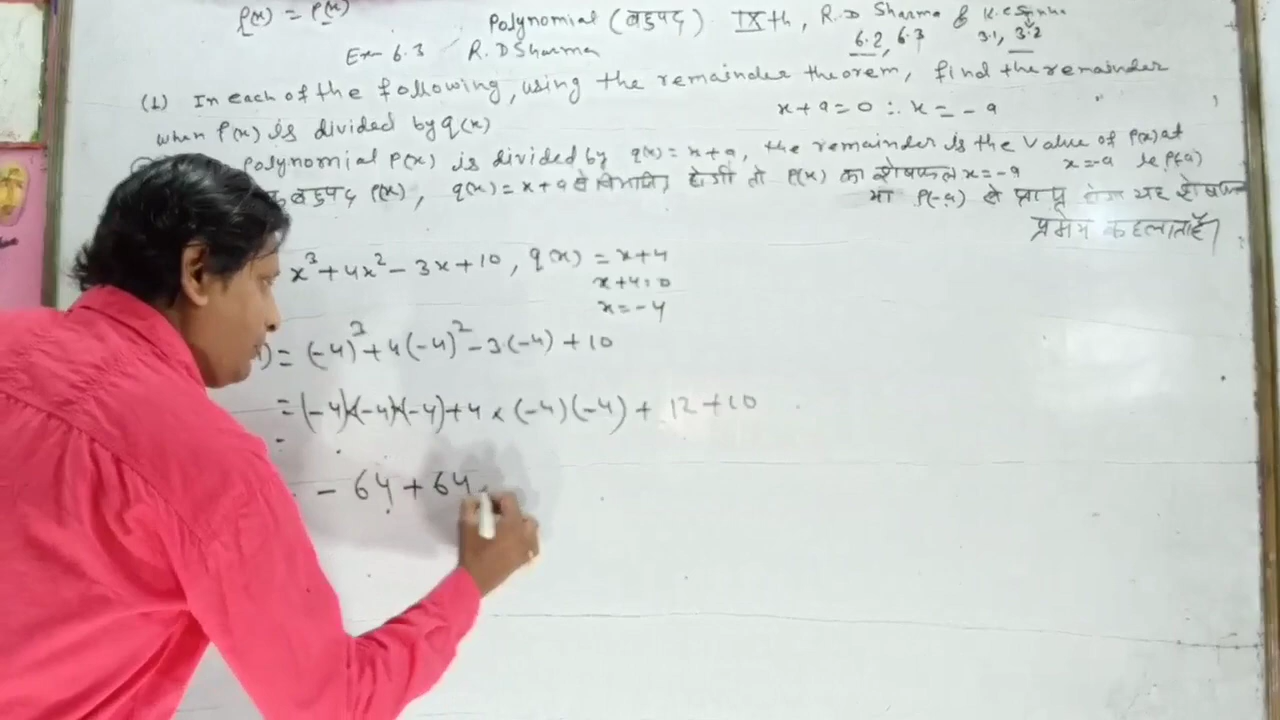 ρ(x) = ρ(x)
Polynomial (बहुपद) IXth, R.D Sharma & K.C Sinha
6.2, 6.3 3.1, 3.2
Ex- 6.3 / R.D Sharma
(1) In each of the following, using the remainder theorem, find the remainder
when P(x) is divided by q(x)
x + a = 0 ∴ x = - a
Polynomial P(x) is divided by q(x) = x + a, the remainder is the value of P(x) at
x = -a ie P(-a)
बहुपद P(x), q(x) = x + a से विभाजित होगी तो P(x) का शेषफल x = -a
या P(-a) से प्राप्त होगा यह शेषफल
प्रमेय कहलाता है।
x³ + 4x² - 3x + 10, q(x) = x + 4
x + 4 = 0
x = - 4
) = (-4)³ + 4(-4)² - 3(-4) + 10
= (-4)×(-4)×(-4) + 4 × (-4)(-4) + 12 + 10
=
- 64 + 64